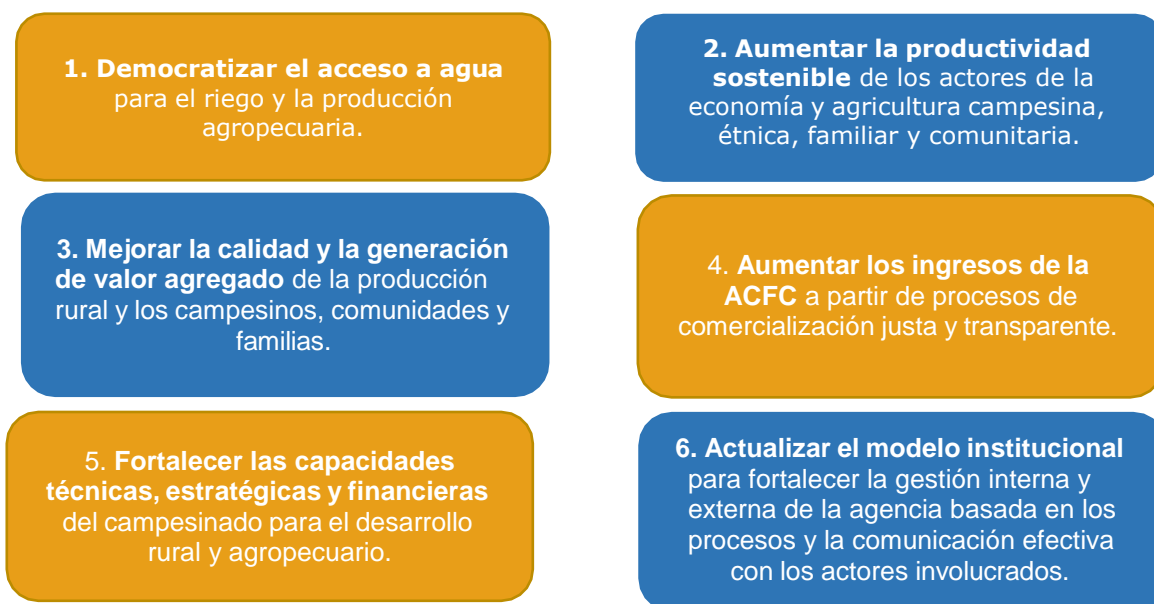 1. Democratizar el acceso a agua
para el riego y la producción
agropecuaria.
2. Aumentar la productividad
sostenible de los actores de la
economía y agricultura campesina,
étnica, familiar y comunitaria.
3. Mejorar la calidad y la generación
de valor agregado de la producción
rural y los campesinos, comunidades y
familias.
4. Aumentar los ingresos de la
ACFC a partir de procesos de
comercialización justa y transparente.
5. Fortalecer las capacidades
técnicas, estratégicas y financieras
del campesinado para el desarrollo
rural y agropecuario.
6. Actualizar el modelo institucional
para fortalecer la gestión interna y
externa de la agencia basada en los
procesos y la comunicación efectiva
con los actores involucrados.